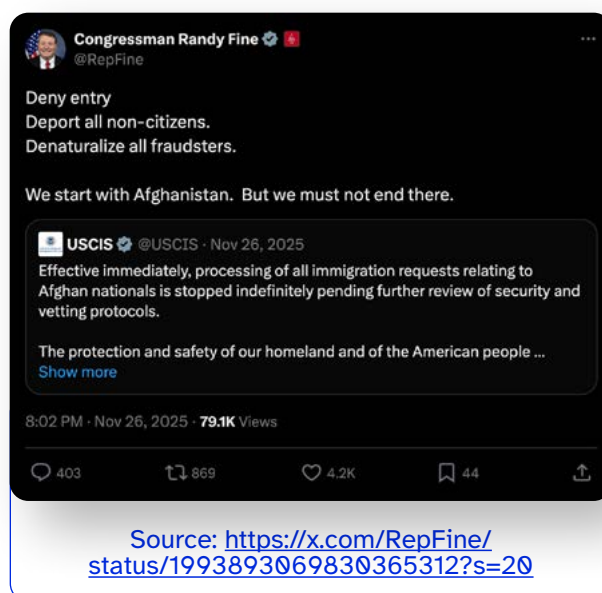 Congressman Randy Fine
@RepFine
Deny entry
Deport all non-citizens.
Denaturalize all fraudsters.
We start with Afghanistan. But we must not end there.
USCIS @USCIS · Nov 26, 2025
Effective immediately, processing of all immigration requests relating to
Afghan nationals is stopped indefinitely pending further review of security and
vetting protocols.
The protection and safety of our homeland and of the American people ...
Show more
8:02 PM · Nov 26, 2025 · 79.1K Views
403 869 4.2K 44
Source: https://x.com/RepFine/
status/1993893069830365312?s=20